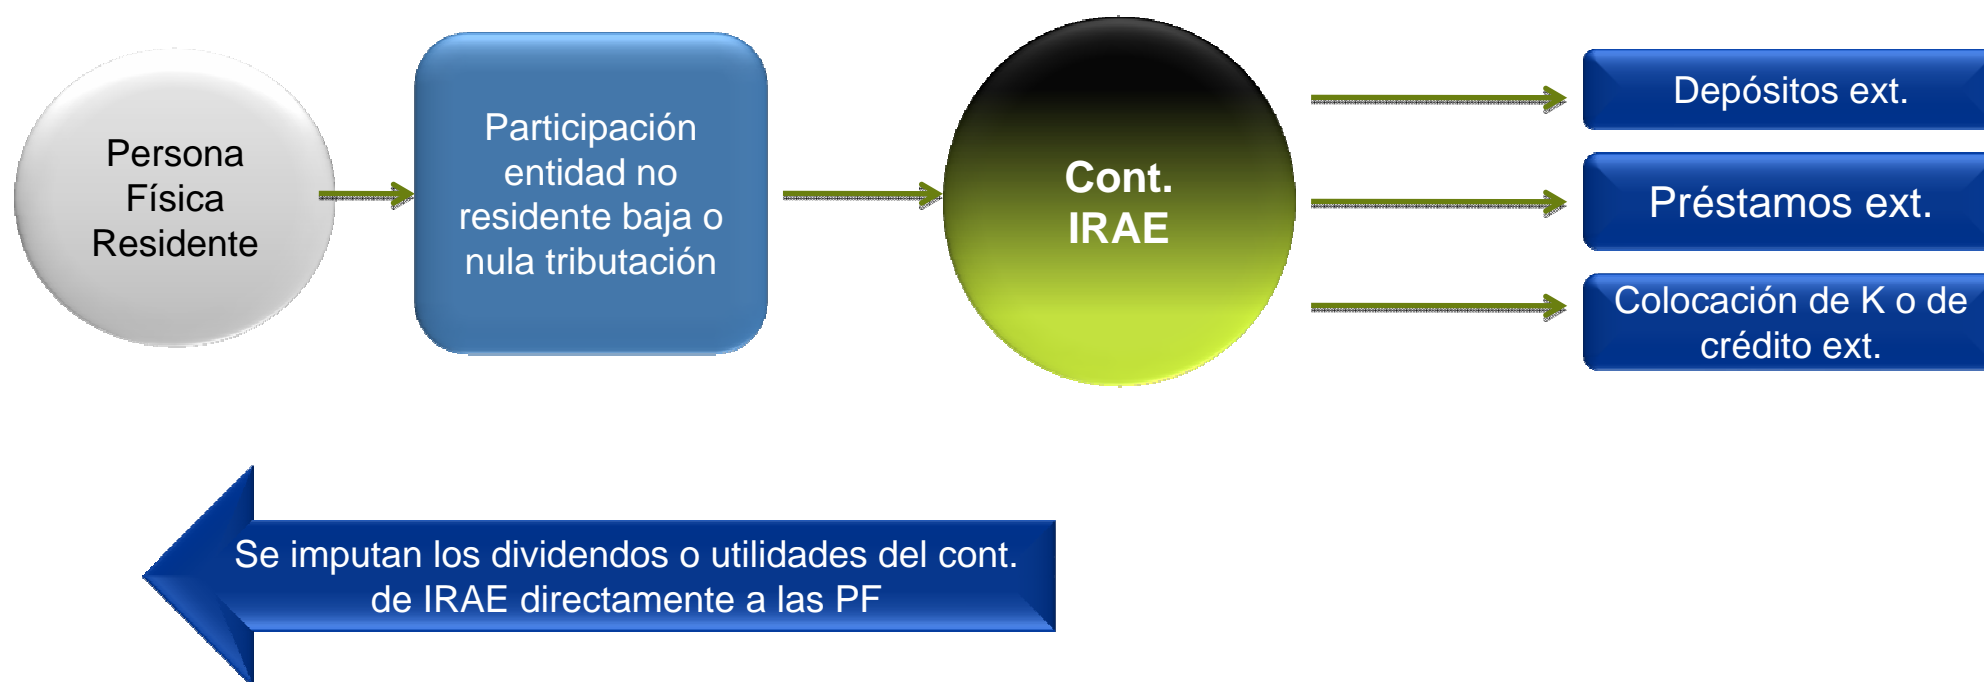 Persona
Física
Residente
Participación
entidad no
residente baja o
nula tributación
Cont.
IRAE
Depósitos ext.
Préstamos ext.
Colocación de K o de
crédito ext.
Se imputan los dividendos o utilidades del cont.
de IRAE directamente a las PF